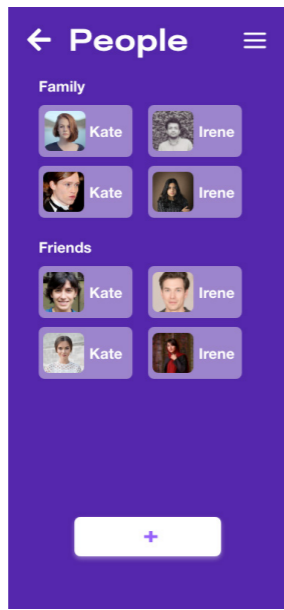 People
Family
Kate Irene
Kate Irene
Friends
Kate Irene
Kate Irene
+